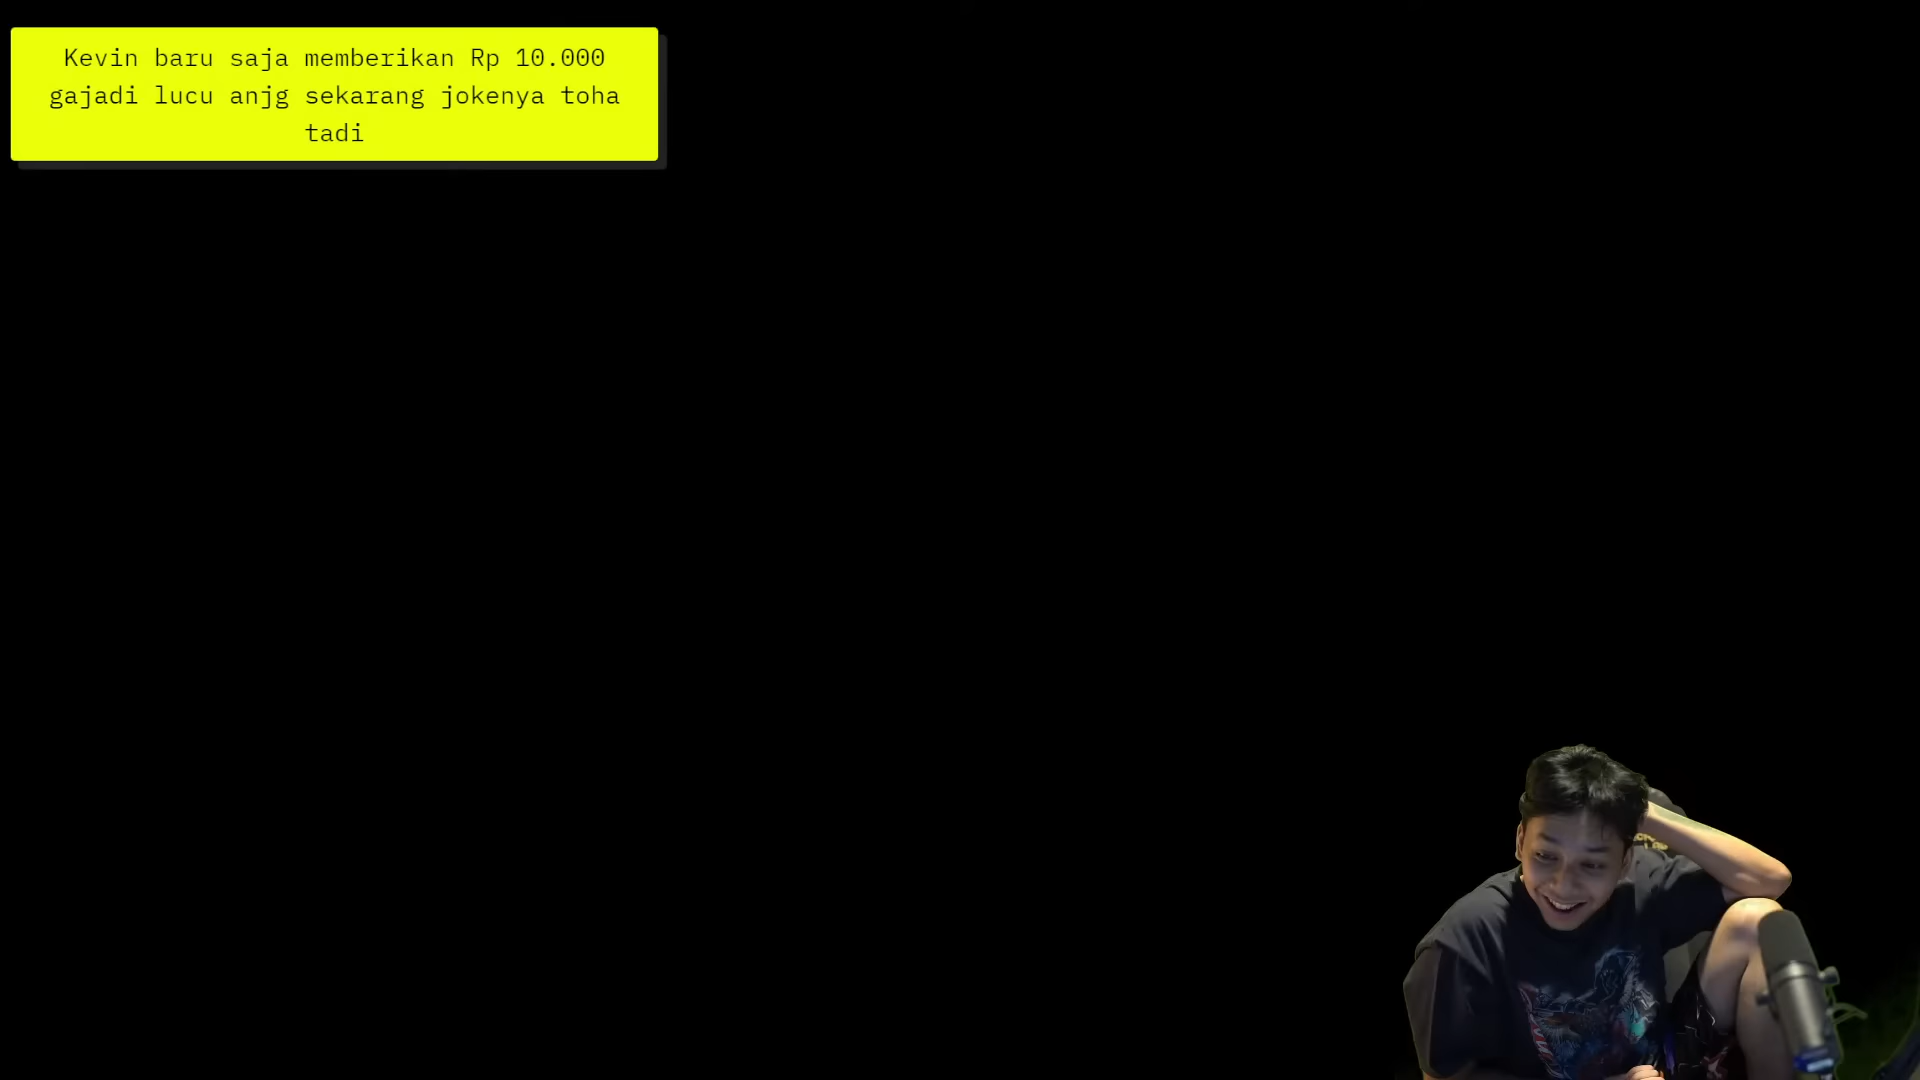 Kevin baru saja memberikan Rp 10.000
gajadi lucu anjg sekarang jokenya toha
tadi